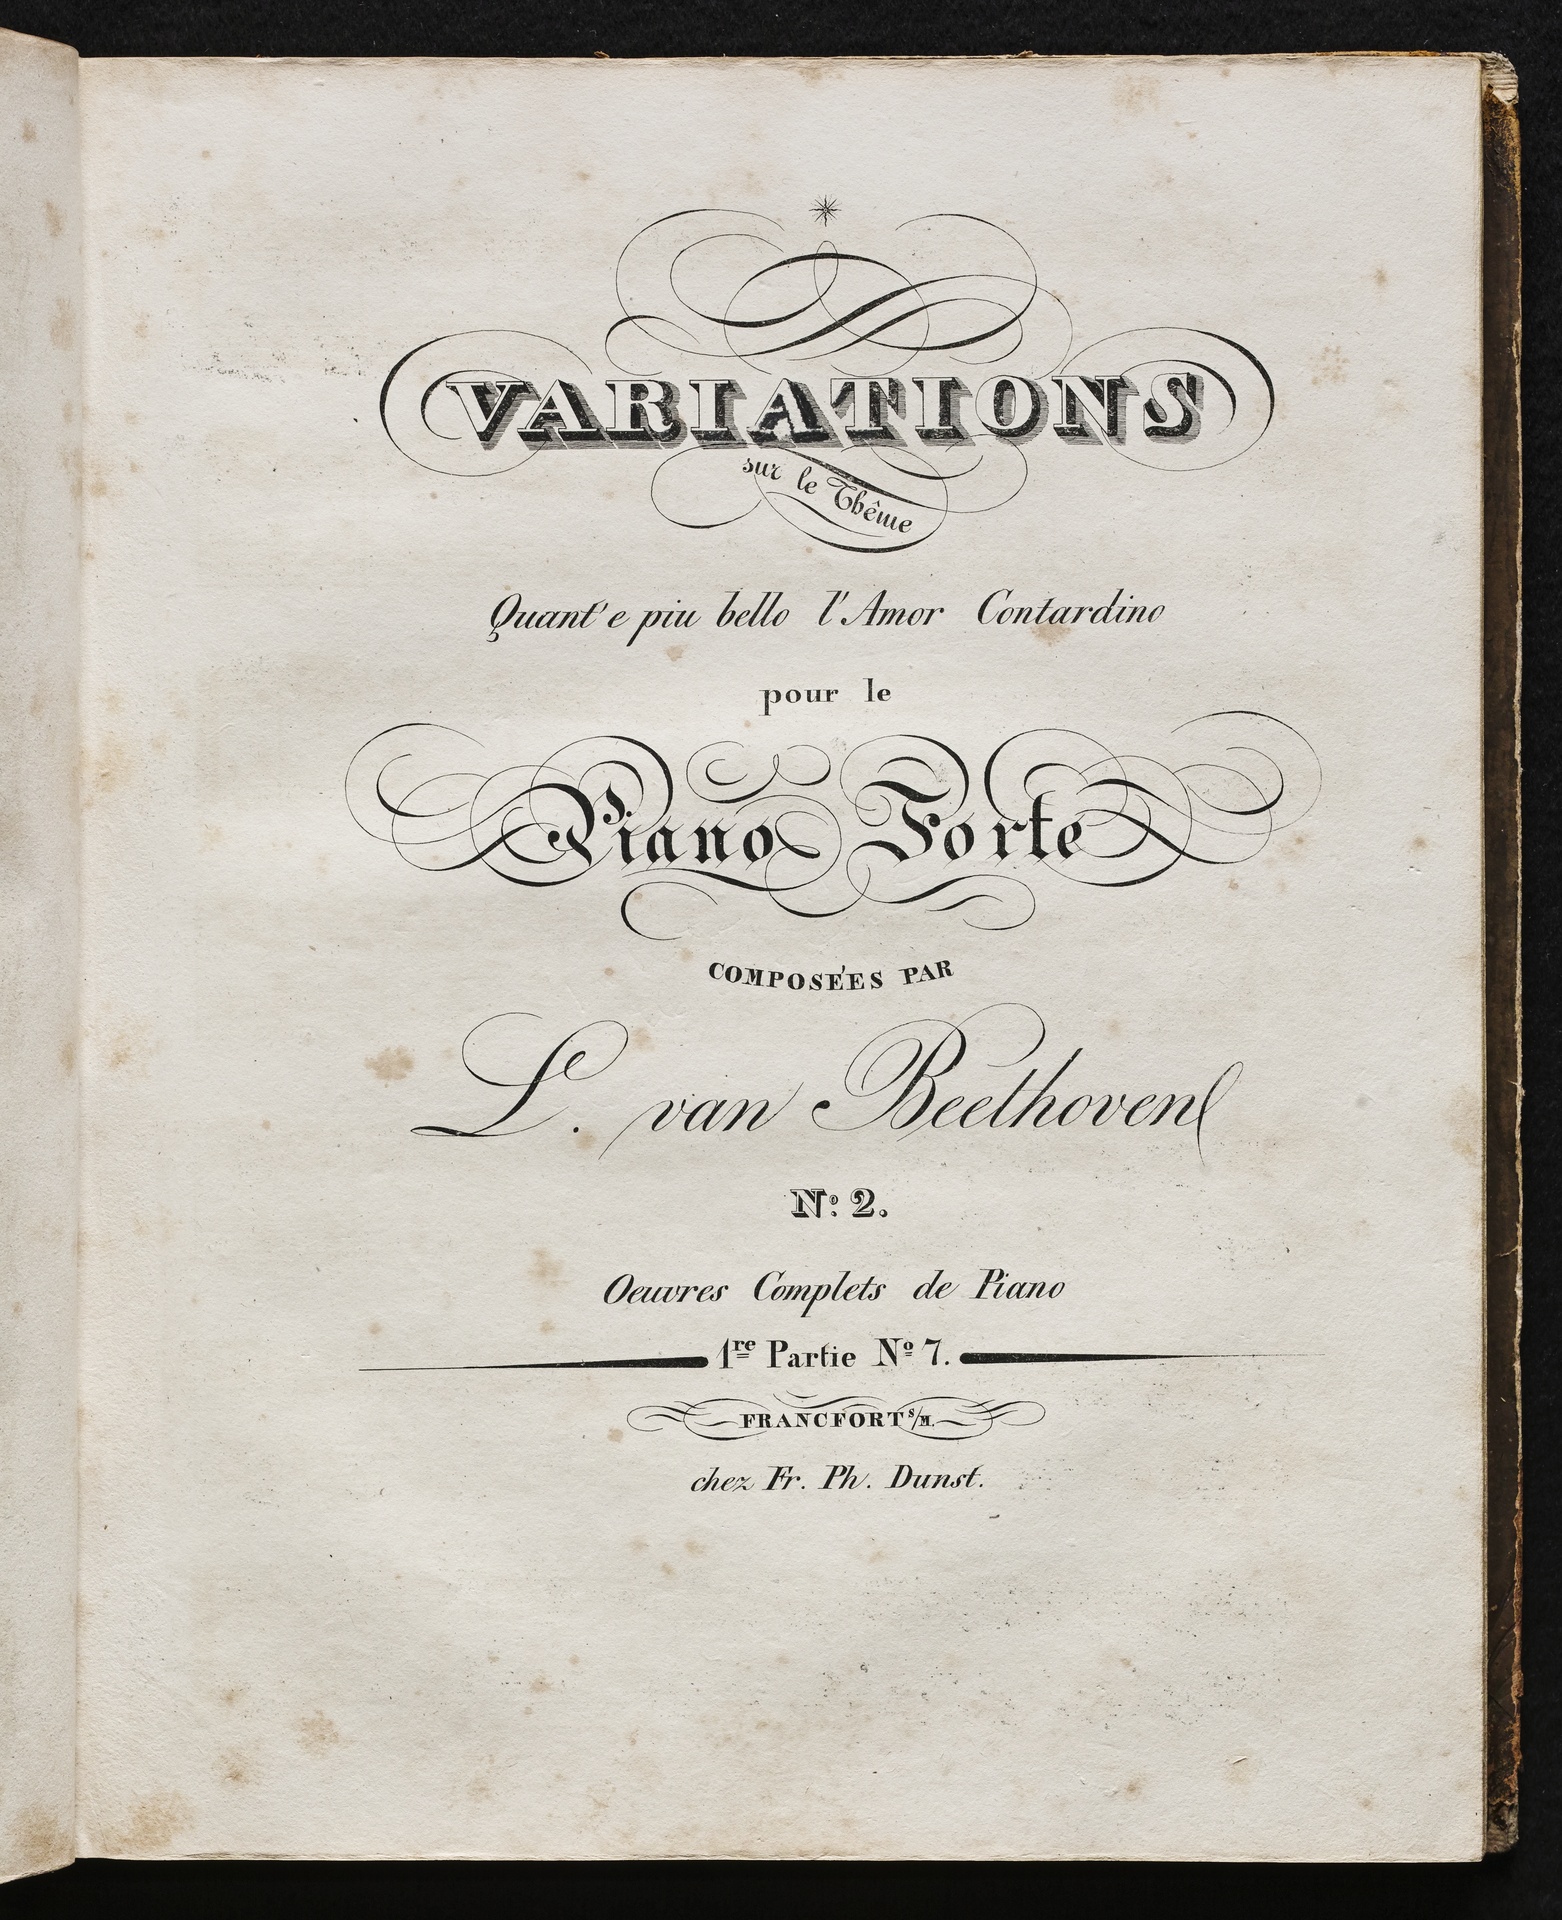 VARIATIONS
sur le Thême
Quant' e piu bello l'Amor Contardino
pour le
Piano Forte
COMPOSÉES PAR
L. van Beethoven
Nº: 2.
Oeuvres Complets de Piano
1re Partie Nº 7.
FRANCFORT s/M.
chez Fr. Ph. Dunst.